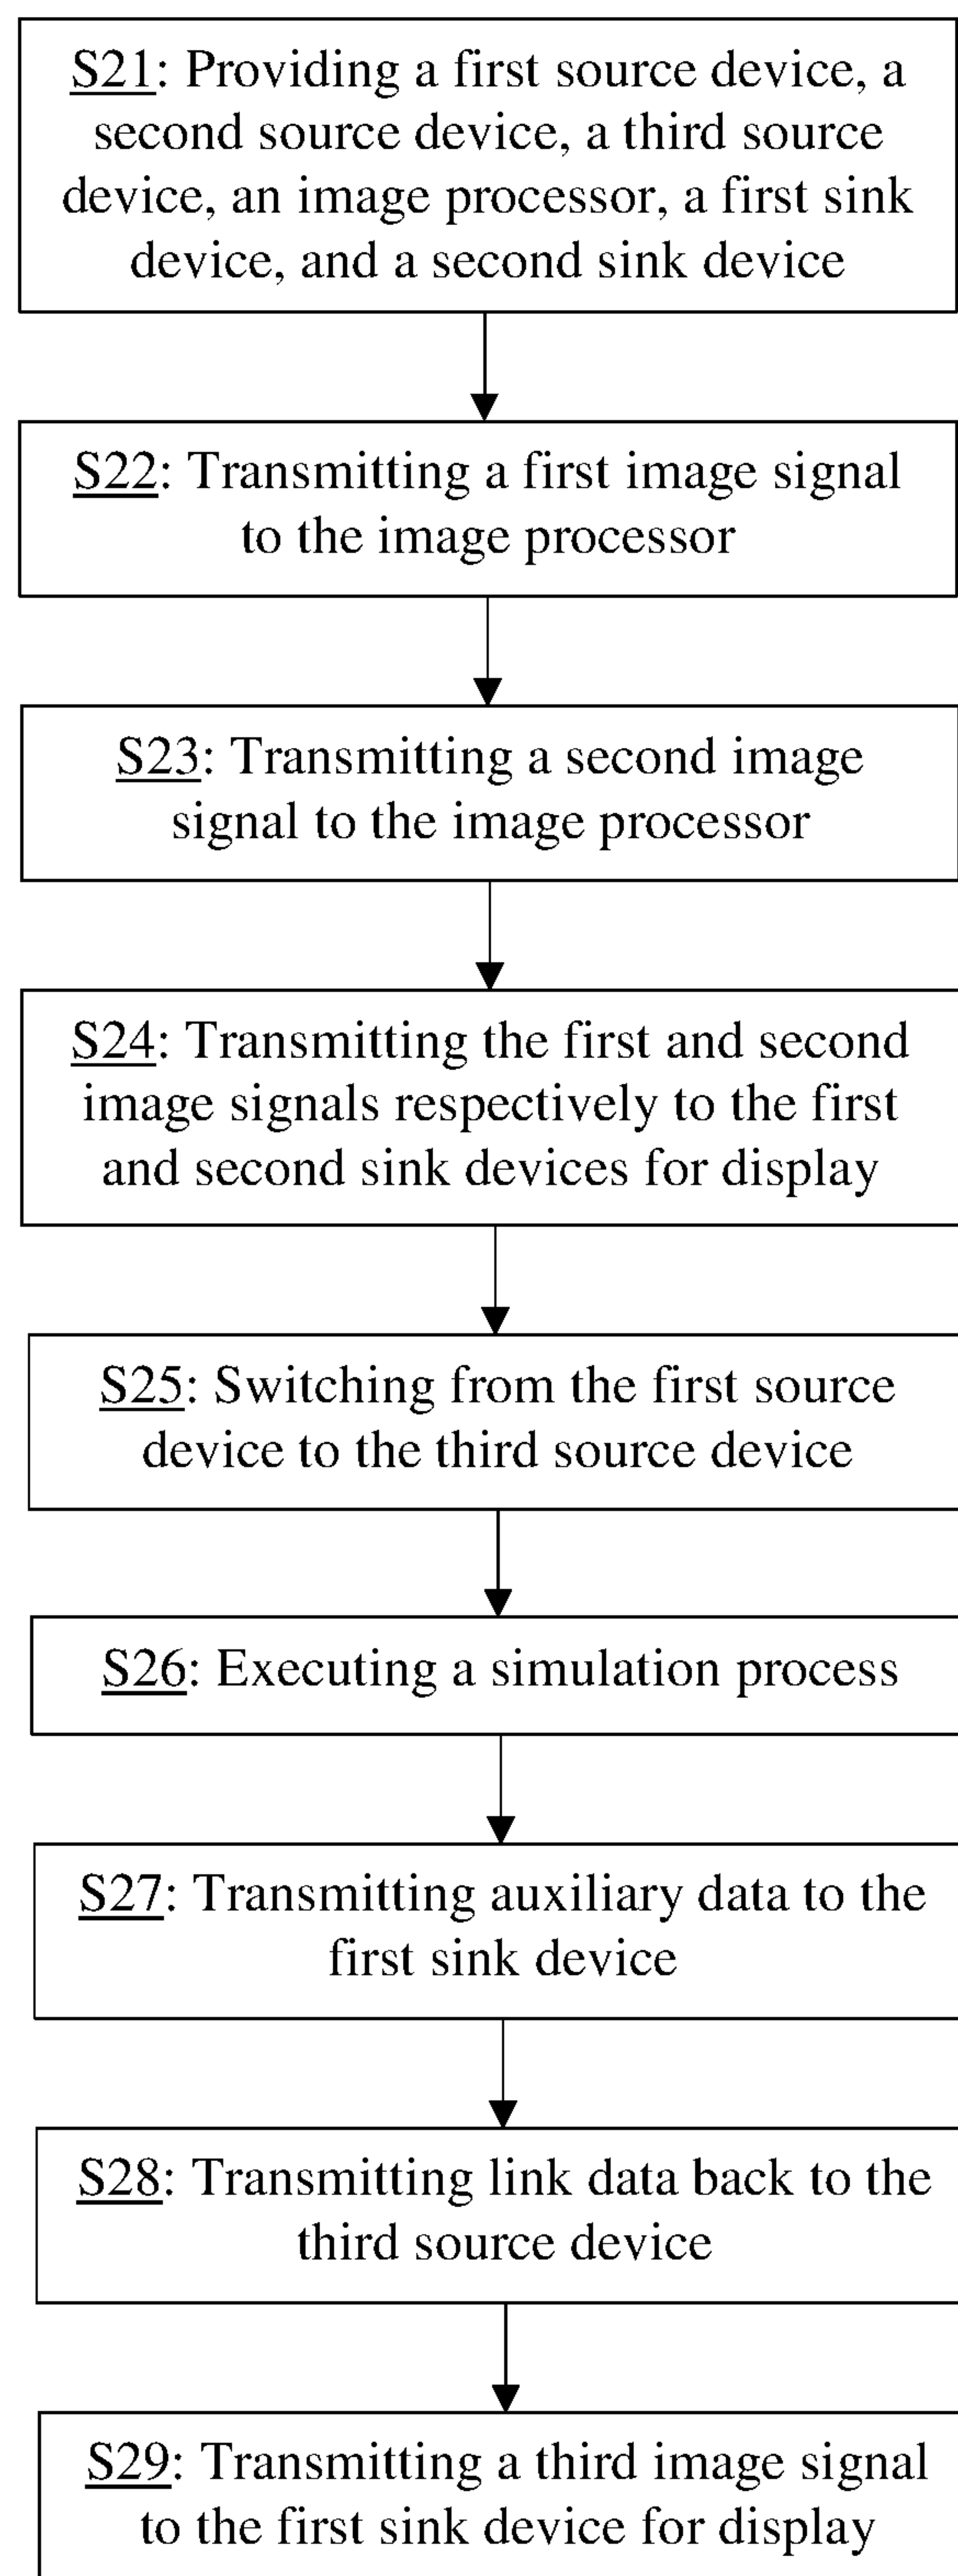 S21: Providing a first source device, a
second source device, a third source
device, an image processor, a first sink
device, and a second sink device
S22: Transmitting a first image signal
to the image processor
S23: Transmitting a second image
signal to the image processor
S24: Transmitting the first and second
image signals respectively to the first
and second sink devices for display
S25: Switching from the first source
device to the third source device
S26: Executing a simulation process
S27: Transmitting auxiliary data to the
first sink device
S28: Transmitting link data back to the
third source device
S29: Transmitting a third image signal
to the first sink device for display